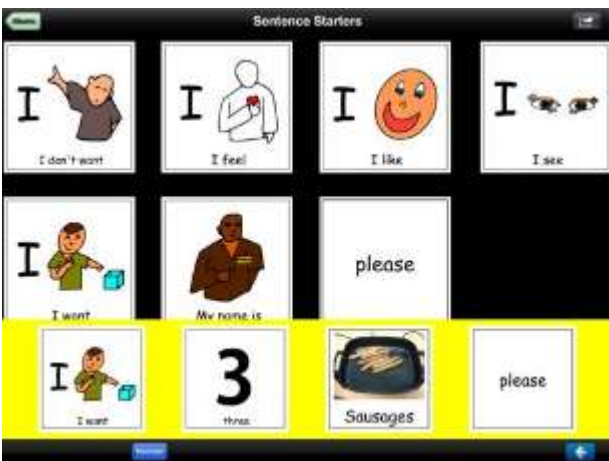 Sentence Starters
I
I don't want
I
I feel
I
I like
I
I see
I
I want
My name is
please
I
I want
3
three
Sausages
please